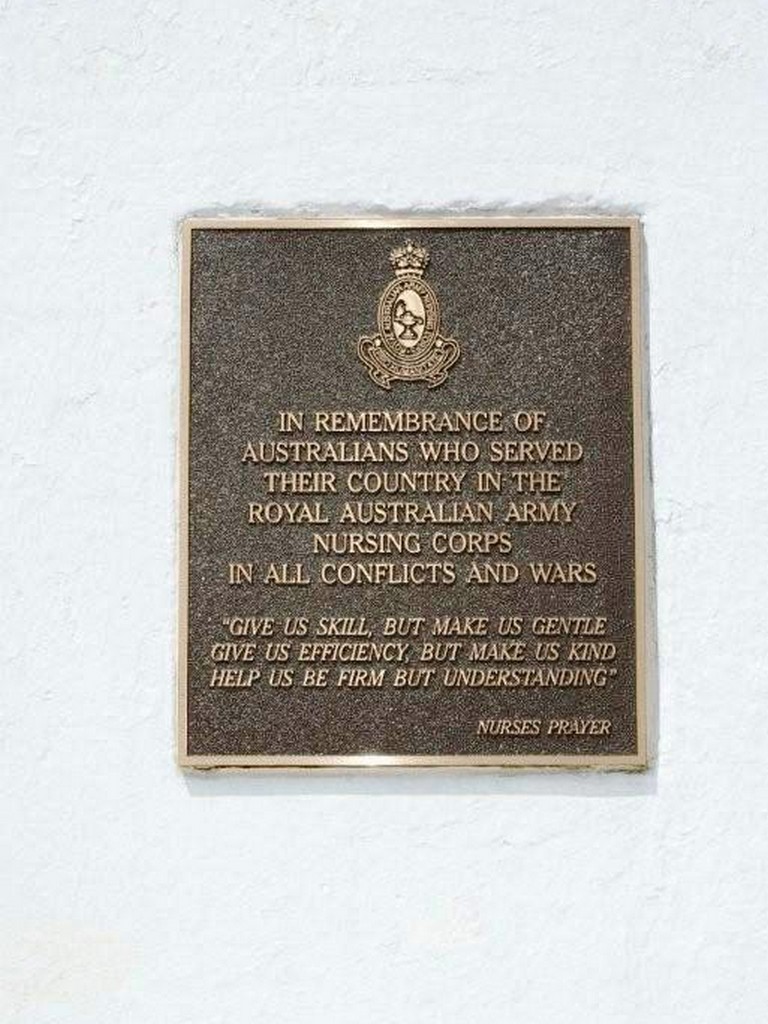 IN REMEMBRANCE OF
AUSTRALIANS WHO SERVED
THEIR COUNTRY IN THE
ROYAL AUSTRALIAN ARMY
NURSING CORPS
IN ALL CONFLICTS AND WARS
"GIVE US SKILL, BUT MAKE US GENTLE
GIVE US EFFICIENCY, BUT MAKE US KIND
HELP US BE FIRM BUT UNDERSTANDING"
NURSES PRAYER